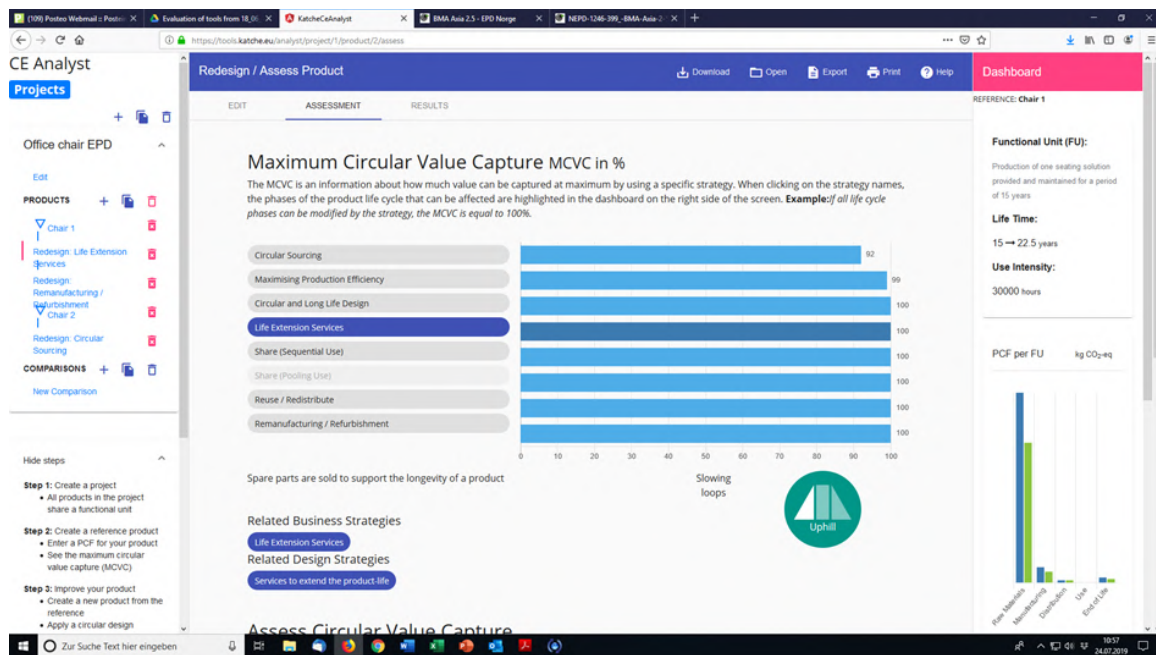 (109) Posteo Webmail :: Postei
Evaluation of tools from 18_06
KatcheCeAnalyst
BMA Axia 2.5 - EPD Norge
NEPD-1246-399_-BMA-Axia-2-
https://tools.katche.eu/analyst/project/1/product/2/assess
CE Analyst
Projects
Office chair EPD
Edit
PRODUCTS
Chair 1
Redesign: Life Extension
Services
Redesign:
Remanufacturing /
Refurbishment
Chair 2
Redesign: Circular
Sourcing
COMPARISONS
New Comparison
Hide steps
Step 1: Create a project
• All products in the project
share a functional unit
Step 2: Create a reference product
• Enter a PCF for your product
• See the maximum circular
value capture (MCVC)
Step 3: Improve your product
• Create a new product from the
reference
• Apply a circular design
Redesign / Assess Product
Download
Open
Export
Print
Help
EDIT
ASSESSMENT
RESULTS
Maximum Circular Value Capture MCVC in %
The MCVC is an information about how much value can be captured at maximum by using a specific strategy. When clicking on the strategy names,
the phases of the product life cycle that can be affected are highlighted in the dashboard on the right side of the screen. Example:If all life cycle
phases can be modified by the strategy, the MCVC is equal to 100%.
Circular Sourcing
92
Maximising Production Efficiency
99
Circular and Long Life Design
100
Life Extension Services
100
Share (Sequential Use)
100
Share (Pooling Use)
100
Reuse / Redistribute
100
Remanufacturing / Refurbishment
100
0 10 20 30 40 50 60 70 80 90 100
Spare parts are sold to support the longevity of a product
Slowing
loops
Uphill
Related Business Strategies
Life Extension Services
Related Design Strategies
Services to extend the product-life
Assess Circular Value Capture
Dashboard
REFERENCE: Chair 1
Functional Unit (FU):
Production of one seating solution
provided and maintained for a period
of 15 years
Life Time:
15 → 22.5 years
Use Intensity:
30000 hours
PCF per FU
kg CO₂-eq
Raw Materials
Manufacturing
Distribution
Use
End of Life
Zur Suche Text hier eingeben
10:57
24.07.2019